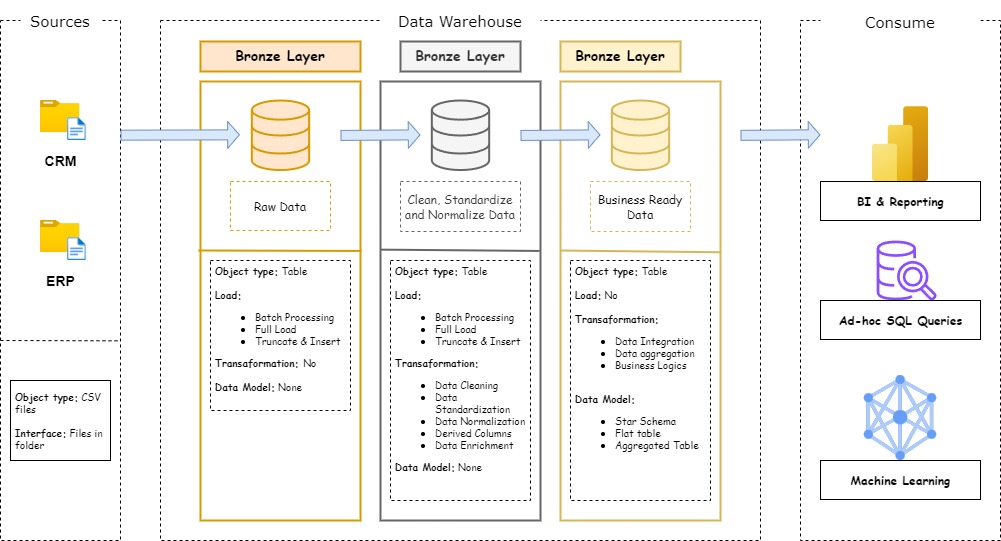 Sources
CRM
ERP
Object type: CSV
files
Interface: Files in
folder
Data Warehouse
Bronze Layer
Raw Data
Object type: Table
Load:
Batch Processing
Full Load
Truncate & Insert
Transaformation: No
Data Model: None
Bronze Layer
Clean, Standardize
and Normalize Data
Object type: Table
Load:
Batch Processing
Full Load
Truncate & Insert
Transaformation:
Data Cleaning
Data
Standardization
Data Normalization
Derived Columns
Data Enrichment
Data Model: None
Bronze Layer
Business Ready
Data
Object type: Table
Load: No
Transaformation:
Data Integration
Data aggregation
Business Logics
Data Model:
Star Schema
Flat table
Aggregated Table
Consume
BI & Reporting
Ad-hoc SQL Queries
Machine Learning